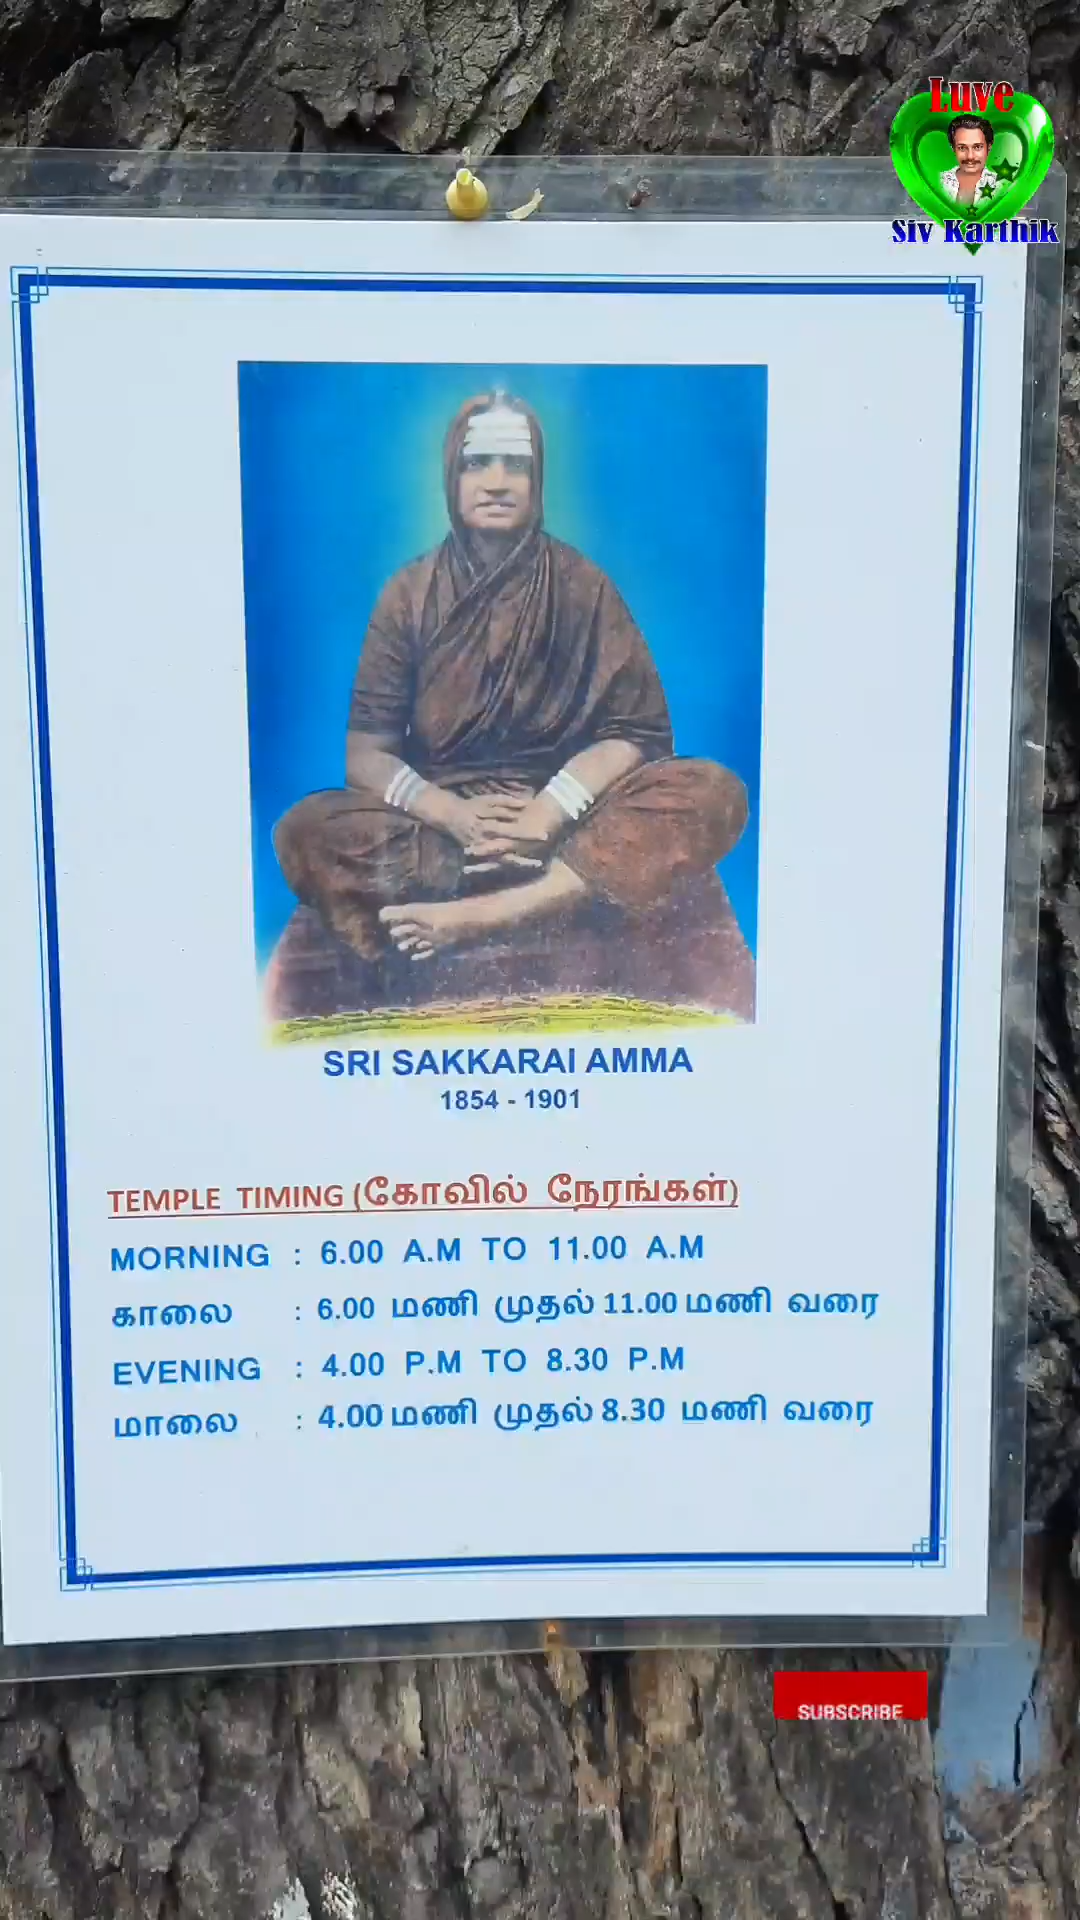 Luve
Siv Karthik
SRI SAKKARAI AMMA
1854 - 1901
TEMPLE TIMING (கோவில் நேரங்கள்)
MORNING : 6.00 A.M TO 11.00 A.M
காலை : 6.00 மணி முதல் 11.00 மணி வரை
EVENING : 4.00 P.M TO 8.30 P.M
மாலை : 4.00 மணி முதல் 8.30 மணி வரை
SUBSCRIBE